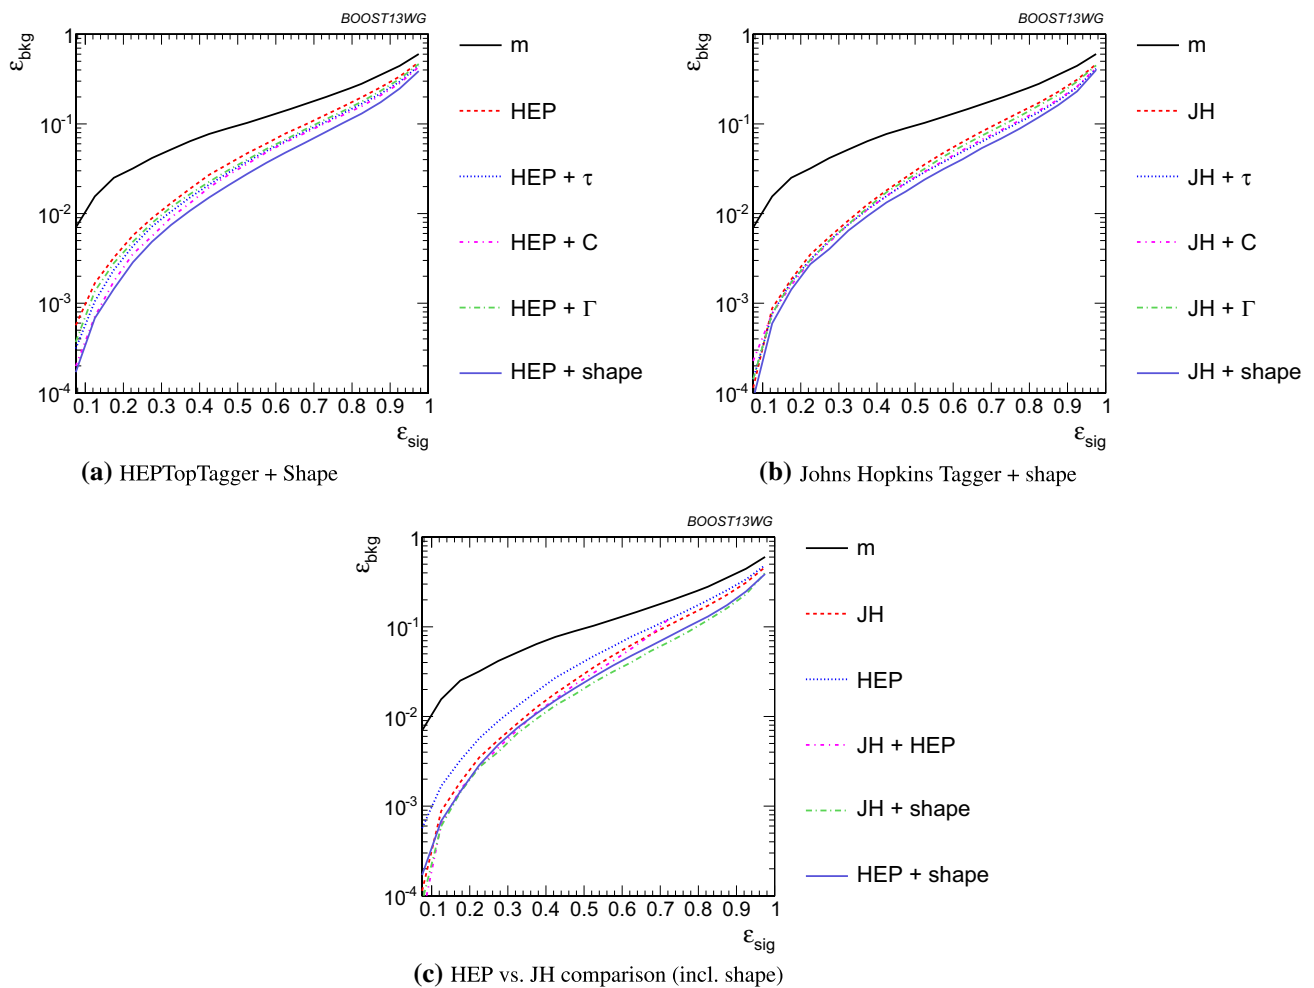 BOOST13WG
ε_bkg
1
10⁻¹
10⁻²
10⁻³
10⁻⁴
0.1 0.2 0.3 0.4 0.5 0.6 0.7 0.8 0.9 1
ε_sig
m
HEP
HEP + τ
HEP + C
HEP + Γ
HEP + shape
(a) HEPTopTagger + Shape
BOOST13WG
ε_bkg
1
10⁻¹
10⁻²
10⁻³
10⁻⁴
0.1 0.2 0.3 0.4 0.5 0.6 0.7 0.8 0.9 1
ε_sig
m
JH
JH + τ
JH + C
JH + Γ
JH + shape
(b) Johns Hopkins Tagger + shape
BOOST13WG
ε_bkg
1
10⁻¹
10⁻²
10⁻³
10⁻⁴
0.1 0.2 0.3 0.4 0.5 0.6 0.7 0.8 0.9 1
ε_sig
m
JH
HEP
JH + HEP
JH + shape
HEP + shape
(c) HEP vs. JH comparison (incl. shape)